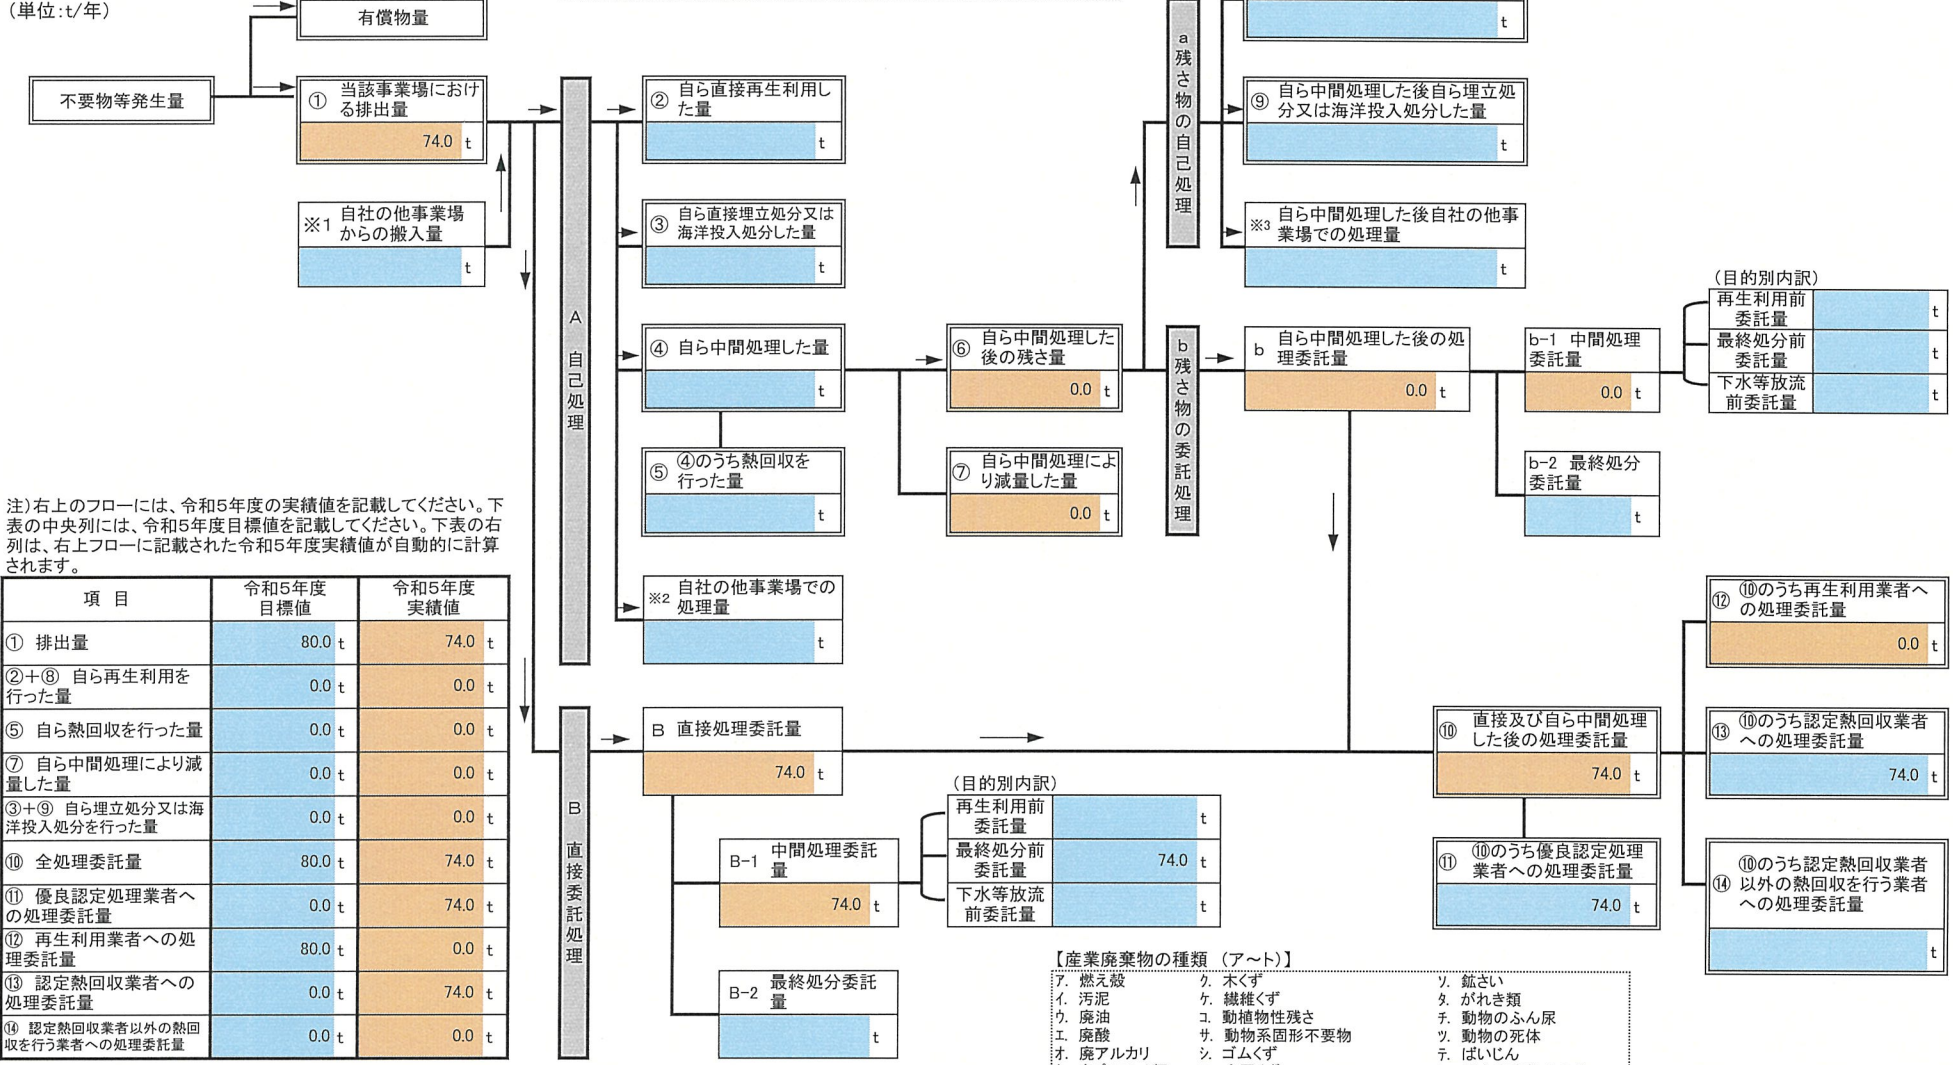 (単位:t/年)
有償物量
t
不要物等発生量
① 当該事業場におけ
る排出量
74.0 t
※1 自社の他事業場
からの搬入量
t
A 自己処理
② 自ら直接再生利用し
た量
t
③ 自ら直接埋立処分又は
海洋投入処分した量
t
④ 自ら中間処理した量
t
⑤ ④のうち熱回収を
行った量
t
※2 自社の他事業場での
処理量
t
⑥ 自ら中間処理した
後の残さ量
0.0 t
⑦ 自ら中間処理によ
り減量した量
0.0 t
a 残さ物の自己処理
⑨ 自ら中間処理した後自ら埋立処
分又は海洋投入処分した量
t
※3 自ら中間処理した後自社の他事
業場での処理量
t
b 残さ物の委託処理
b 自ら中間処理した後の処
理委託量
0.0 t
b-1 中間処理
委託量
0.0 t
b-2 最終処分
委託量
t
(目的別内訳)
再生利用前
委託量 t
最終処分前
委託量 t
下水等放流
前委託量 t
注)右上のフローには、令和5年度の実績値を記載してください。下
表の中央列には、令和5年度目標値を記載してください。下表の右
列は、右上フローに記載された令和5年度実績値が自動的に計算
されます。
項 目 令和5年度
目標値 令和5年度
実績値
① 排出量 80.0 t 74.0 t
②+⑧ 自ら再生利用を
行った量 0.0 t 0.0 t
⑤ 自ら熱回収を行った量 0.0 t 0.0 t
⑦ 自ら中間処理により減
量した量 0.0 t 0.0 t
③+⑨ 自ら埋立処分又は海
洋投入処分を行った量 0.0 t 0.0 t
⑩ 全処理委託量 80.0 t 74.0 t
⑪ 優良認定処理業者へ
の処理委託量 0.0 t 74.0 t
⑫ 再生利用業者への処
理委託量 80.0 t 0.0 t
⑬ 認定熱回収業者への
処理委託量 0.0 t 74.0 t
⑭ 認定熱回収業者以外の熱回
収を行う業者への処理委託量 0.0 t 0.0 t
B 直接委託処理
B 直接処理委託量
74.0 t
B-1 中間処理委託
量
74.0 t
B-2 最終処分委託
量
t
(目的別内訳)
再生利用前
委託量 t
最終処分前
委託量 74.0 t
下水等放流
前委託量 t
⑩ 直接及び自ら中間処理
した後の処理委託量
74.0 t
⑪ ⑩のうち優良認定処理
業者への処理委託量
74.0 t
⑫ ⑩のうち再生利用業者へ
の処理委託量
0.0 t
⑬ ⑩のうち認定熱回収業者
への処理委託量
74.0 t
⑭ ⑩のうち認定熱回収業者
以外の熱回収を行う業者
への処理委託量
t
【産業廃棄物の種類 (ア~ト)】
ア. 燃え殻 ク. 木くず ソ. 鉱さい
イ. 汚泥 ケ. 繊維くず タ. がれき類
ウ. 廃油 コ. 動植物性残さ チ. 動物のふん尿
エ. 廃酸 サ. 動物系固形不要物 ツ. 動物の死体
オ. 廃アルカリ シ. ゴムくず テ. ばいじん